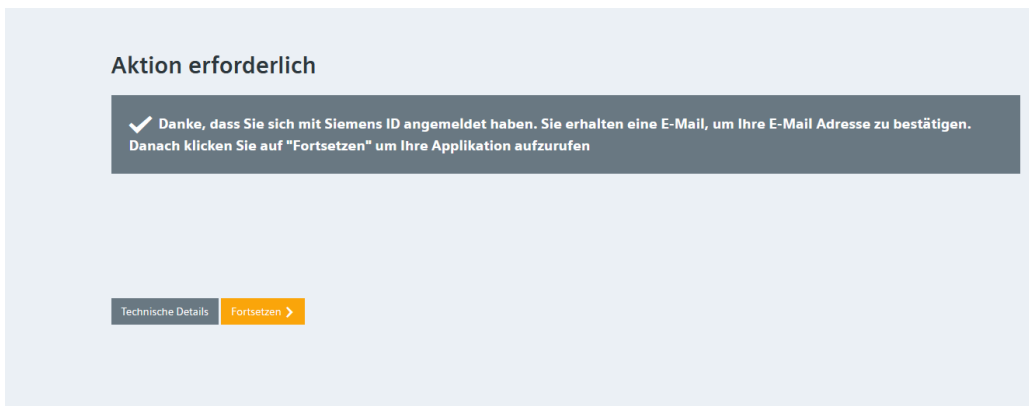 Aktion erforderlich
Danke, dass Sie sich mit Siemens ID angemeldet haben. Sie erhalten eine E-Mail, um Ihre E-Mail Adresse zu bestätigen.
Danach klicken Sie auf "Fortsetzen" um Ihre Applikation aufzurufen
Technische Details Fortsetzen